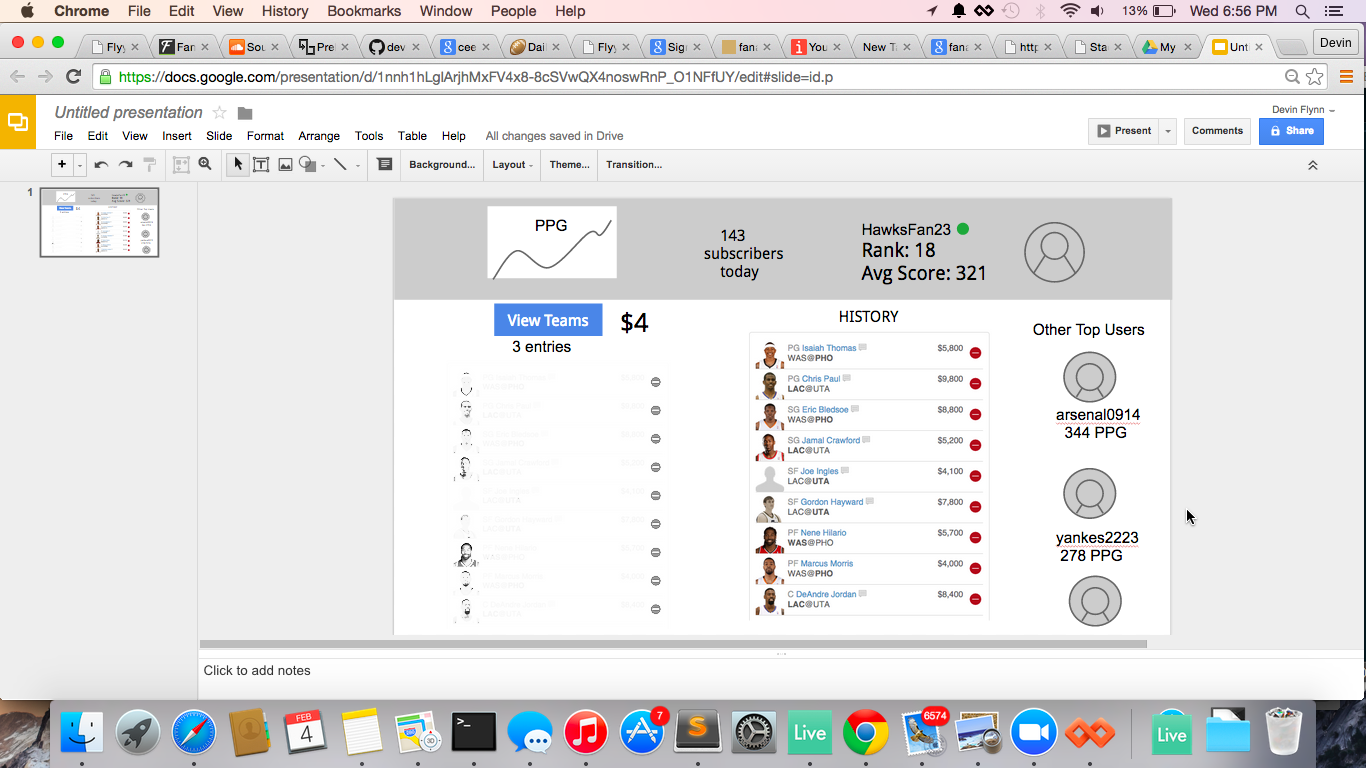 Chrome File Edit View History Bookmarks Window People Help 13% Wed 6:56 PM
Flyy Fan Sou Pre dev cee Dail Flyy Sig fan You New T fana http Sta My Unti Devin
https://docs.google.com/presentation/d/1nnh1hLglArjhMxFV4x8-8cSVwQX4noswRnP_O1NFfUY/edit#slide=id.p
Untitled presentation
Devin Flynn
File Edit View Insert Slide Format Arrange Tools Table Help All changes saved in Drive
Present Comments Share
Background... Layout Theme... Transition...
1
PPG
143
subscribers
today
HawksFan23
Rank: 18
Avg Score: 321
View Teams
$4
3 entries
HISTORY
PG Isaiah Thomas $5,800
WAS@PHO
PG Chris Paul $9,800
LAC@UTA
SG Eric Bledsoe $8,800
WAS@PHO
SG Jamal Crawford $5,200
LAC@UTA
SF Joe Ingles $4,100
LAC@UTA
SF Gordon Hayward $7,800
LAC@UTA
PF Nene Hilario $5,700
WAS@PHO
PF Marcus Morris $4,000
WAS@PHO
C DeAndre Jordan $8,400
LAC@UTA
Other Top Users
arsenal0914
344 PPG
yankes2223
278 PPG
Click to add notes
FEB
4
7
S
Live
6574
Live